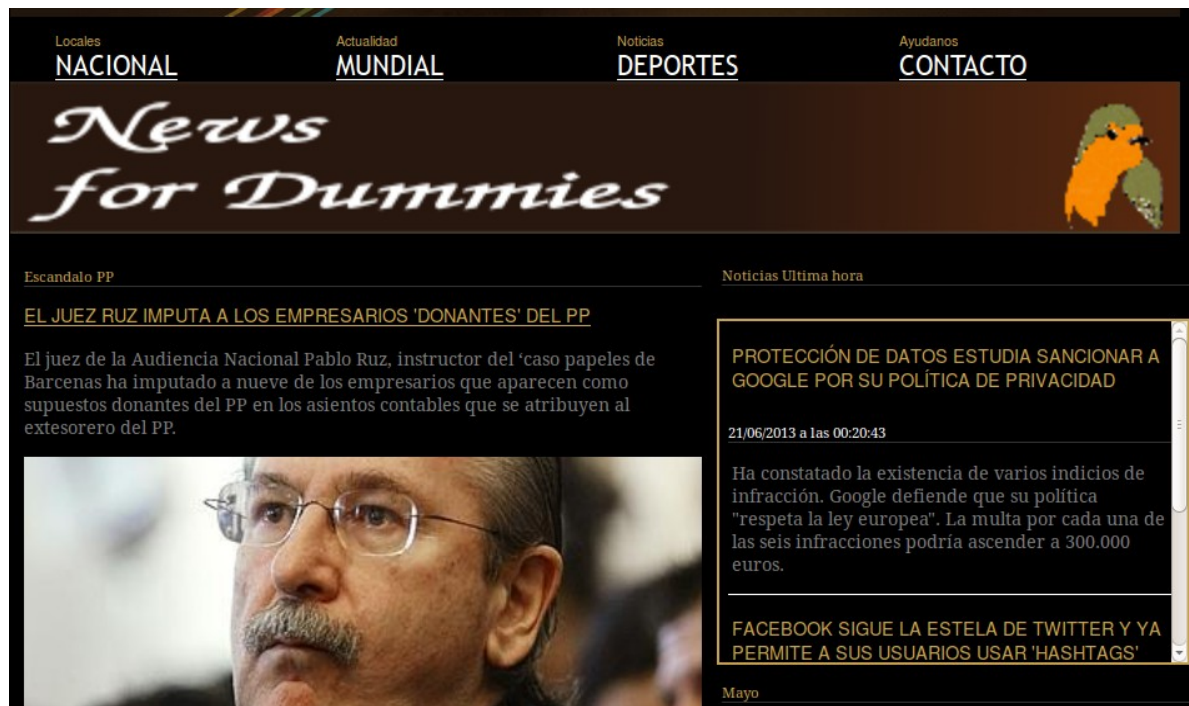 Locales
NACIONAL
Actualidad
MUNDIAL
Noticias
DEPORTES
Ayudanos
CONTACTO
News
for Dummies
Escandalo PP
EL JUEZ RUZ IMPUTA A LOS EMPRESARIOS 'DONANTES' DEL PP
El juez de la Audiencia Nacional Pablo Ruz, instructor del ‘caso papeles de
Barcenas ha imputado a nueve de los empresarios que aparecen como
supuestos donantes del PP en los asientos contables que se atribuyen al
extesorero del PP.
Noticias Ultima hora
PROTECCIÓN DE DATOS ESTUDIA SANCIONAR A
GOOGLE POR SU POLÍTICA DE PRIVACIDAD
21/06/2013 a las 00:20:43
Ha constatado la existencia de varios indicios de
infracción. Google defiende que su política
"respeta la ley europea". La multa por cada una de
las seis infracciones podría ascender a 300.000
euros.
FACEBOOK SIGUE LA ESTELA DE TWITTER Y YA
PERMITE A SUS USUARIOS USAR 'HASHTAGS'
Mayo